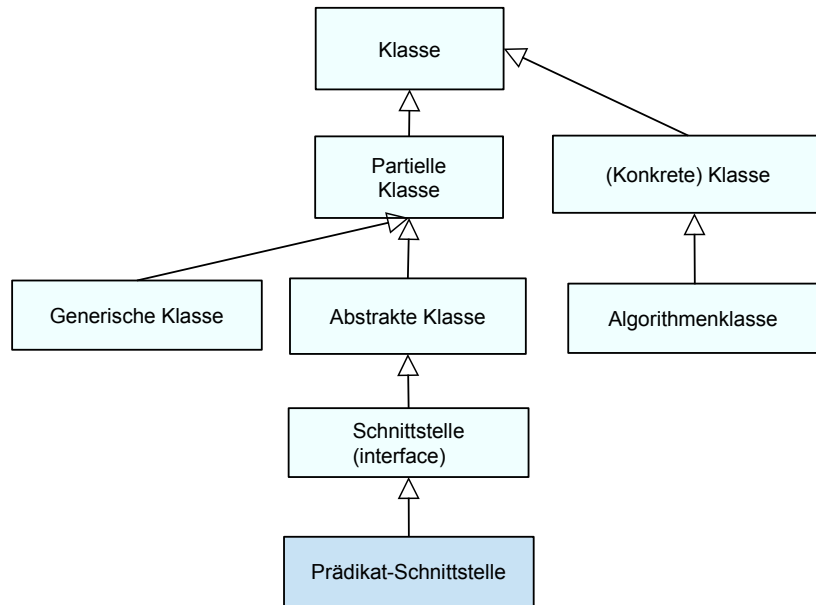 Klasse
Partielle
Klasse
(Konkrete) Klasse
Generische Klasse
Abstrakte Klasse
Algorithmenklasse
Schnittstelle
(interface)
Prädikat-Schnittstelle